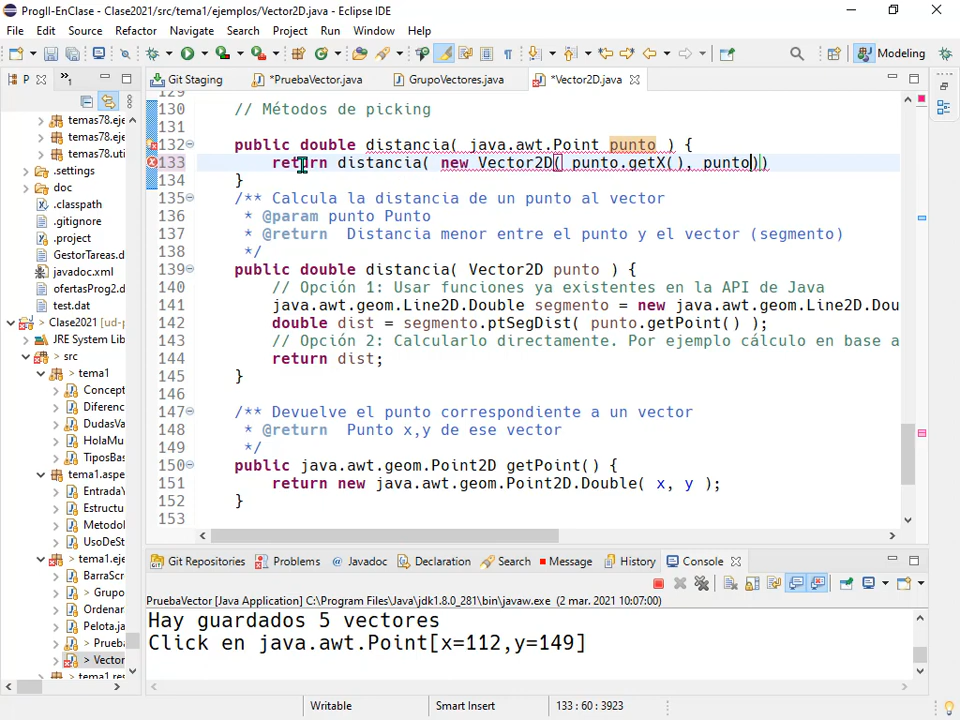 ProgII-EnClase - Clase2021/src/tema1/ejemplos/Vector2D.java - Eclipse IDE
File Edit Source Refactor Navigate Search Project Run Window Help
Modeling
P
Git Staging
*PruebaVector.java
GrupoVectores.java
*Vector2D.java
temas78.eje
temas78.eje
temas78.uti
.settings
doc
.classpath
.gitignore
.project
GestorTareas.
javadoc.xml
ofertasProg2.
test.dat
Clase2021 [ud-p
JRE System Lib
> src
> tema1
Concept
Diferenc
DudasVa
HolaMu
TiposBas
tema1.aspe
EntradaY
Estructu
Metodol
UsoDeSt
> tema1.eje
BarraScr
> Grupo
Ordenar
Pelota.ja
> Prueba
> Vector
tema1.res
129
130 // Métodos de picking
131
132 public double distancia( java.awt.Point punto ) {
133 return distancia( new Vector2D( punto.getX(), punto))
134 }
135 /** Calcula la distancia de un punto al vector
136 * @param punto Punto
137 * @return Distancia menor entre el punto y el vector (segmento)
138 */
139 public double distancia( Vector2D punto ) {
140 // Opción 1: Usar funciones ya existentes en la API de Java
141 java.awt.geom.Line2D.Double segmento = new java.awt.geom.Line2D.Dou
142 double dist = segmento.ptSegDist( punto.getPoint() );
143 // Opción 2: Calcularlo directamente. Por ejemplo cálculo en base a
144 return dist;
145 }
146
147 /** Devuelve el punto correspondiente a un vector
148 * @return Punto x,y de ese vector
149 */
150 public java.awt.geom.Point2D getPoint() {
151 return new java.awt.geom.Point2D.Double( x, y );
152 }
153
Git Repositories Problems @ Javadoc Declaration Search Message History Console
PruebaVector [Java Application] C:\Program Files\Java\jdk1.8.0_281\bin\javaw.exe (2 mar. 2021 10:07:00)
Hay guardados 5 vectores
Click en java.awt.Point[x=112,y=149]
Writable
Smart Insert
133 : 60 : 3923